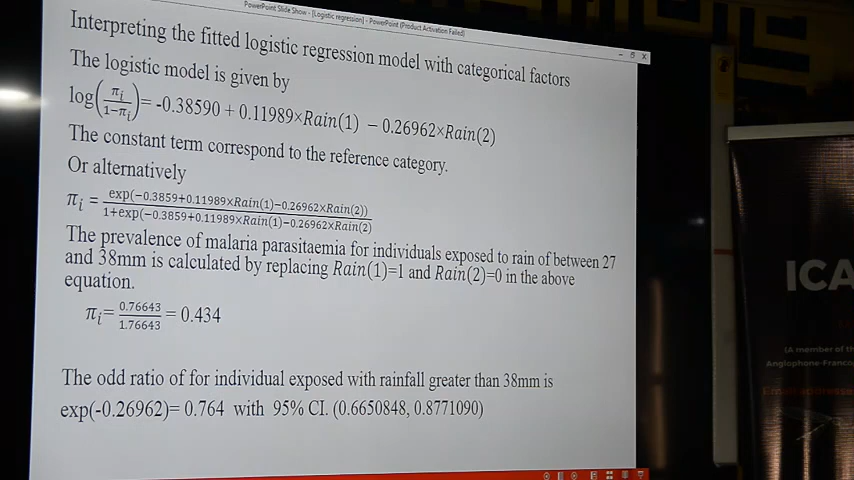 PowerPoint Slide Show - [Logistic regression] - PowerPoint (Product Activation Failed)
Interpreting the fitted logistic regression model with categorical factors
The logistic model is given by
log(πᵢ/1−πᵢ)= -0.38590 + 0.11989×Rain(1) − 0.26962×Rain(2)
The constant term correspond to the reference category.
Or alternatively
πᵢ = exp(−0.3859+0.11989×Rain(1)−0.26962×Rain(2))/1+exp(−0.3859+0.11989×Rain(1)−0.26962×Rain(2)
The prevalence of malaria parasitaemia for individuals exposed to rain of between 27
and 38mm is calculated by replacing Rain(1)=1 and Rain(2)=0 in the above
equation.
πᵢ= 0.76643/1.76643 = 0.434
The odd ratio of for individual exposed with rainfall greater than 38mm is
exp(-0.26962)= 0.764 with 95% CI. (0.6650848, 0.8771090)
ICA
(A member of th
Anglophone-Franco
Email addresse